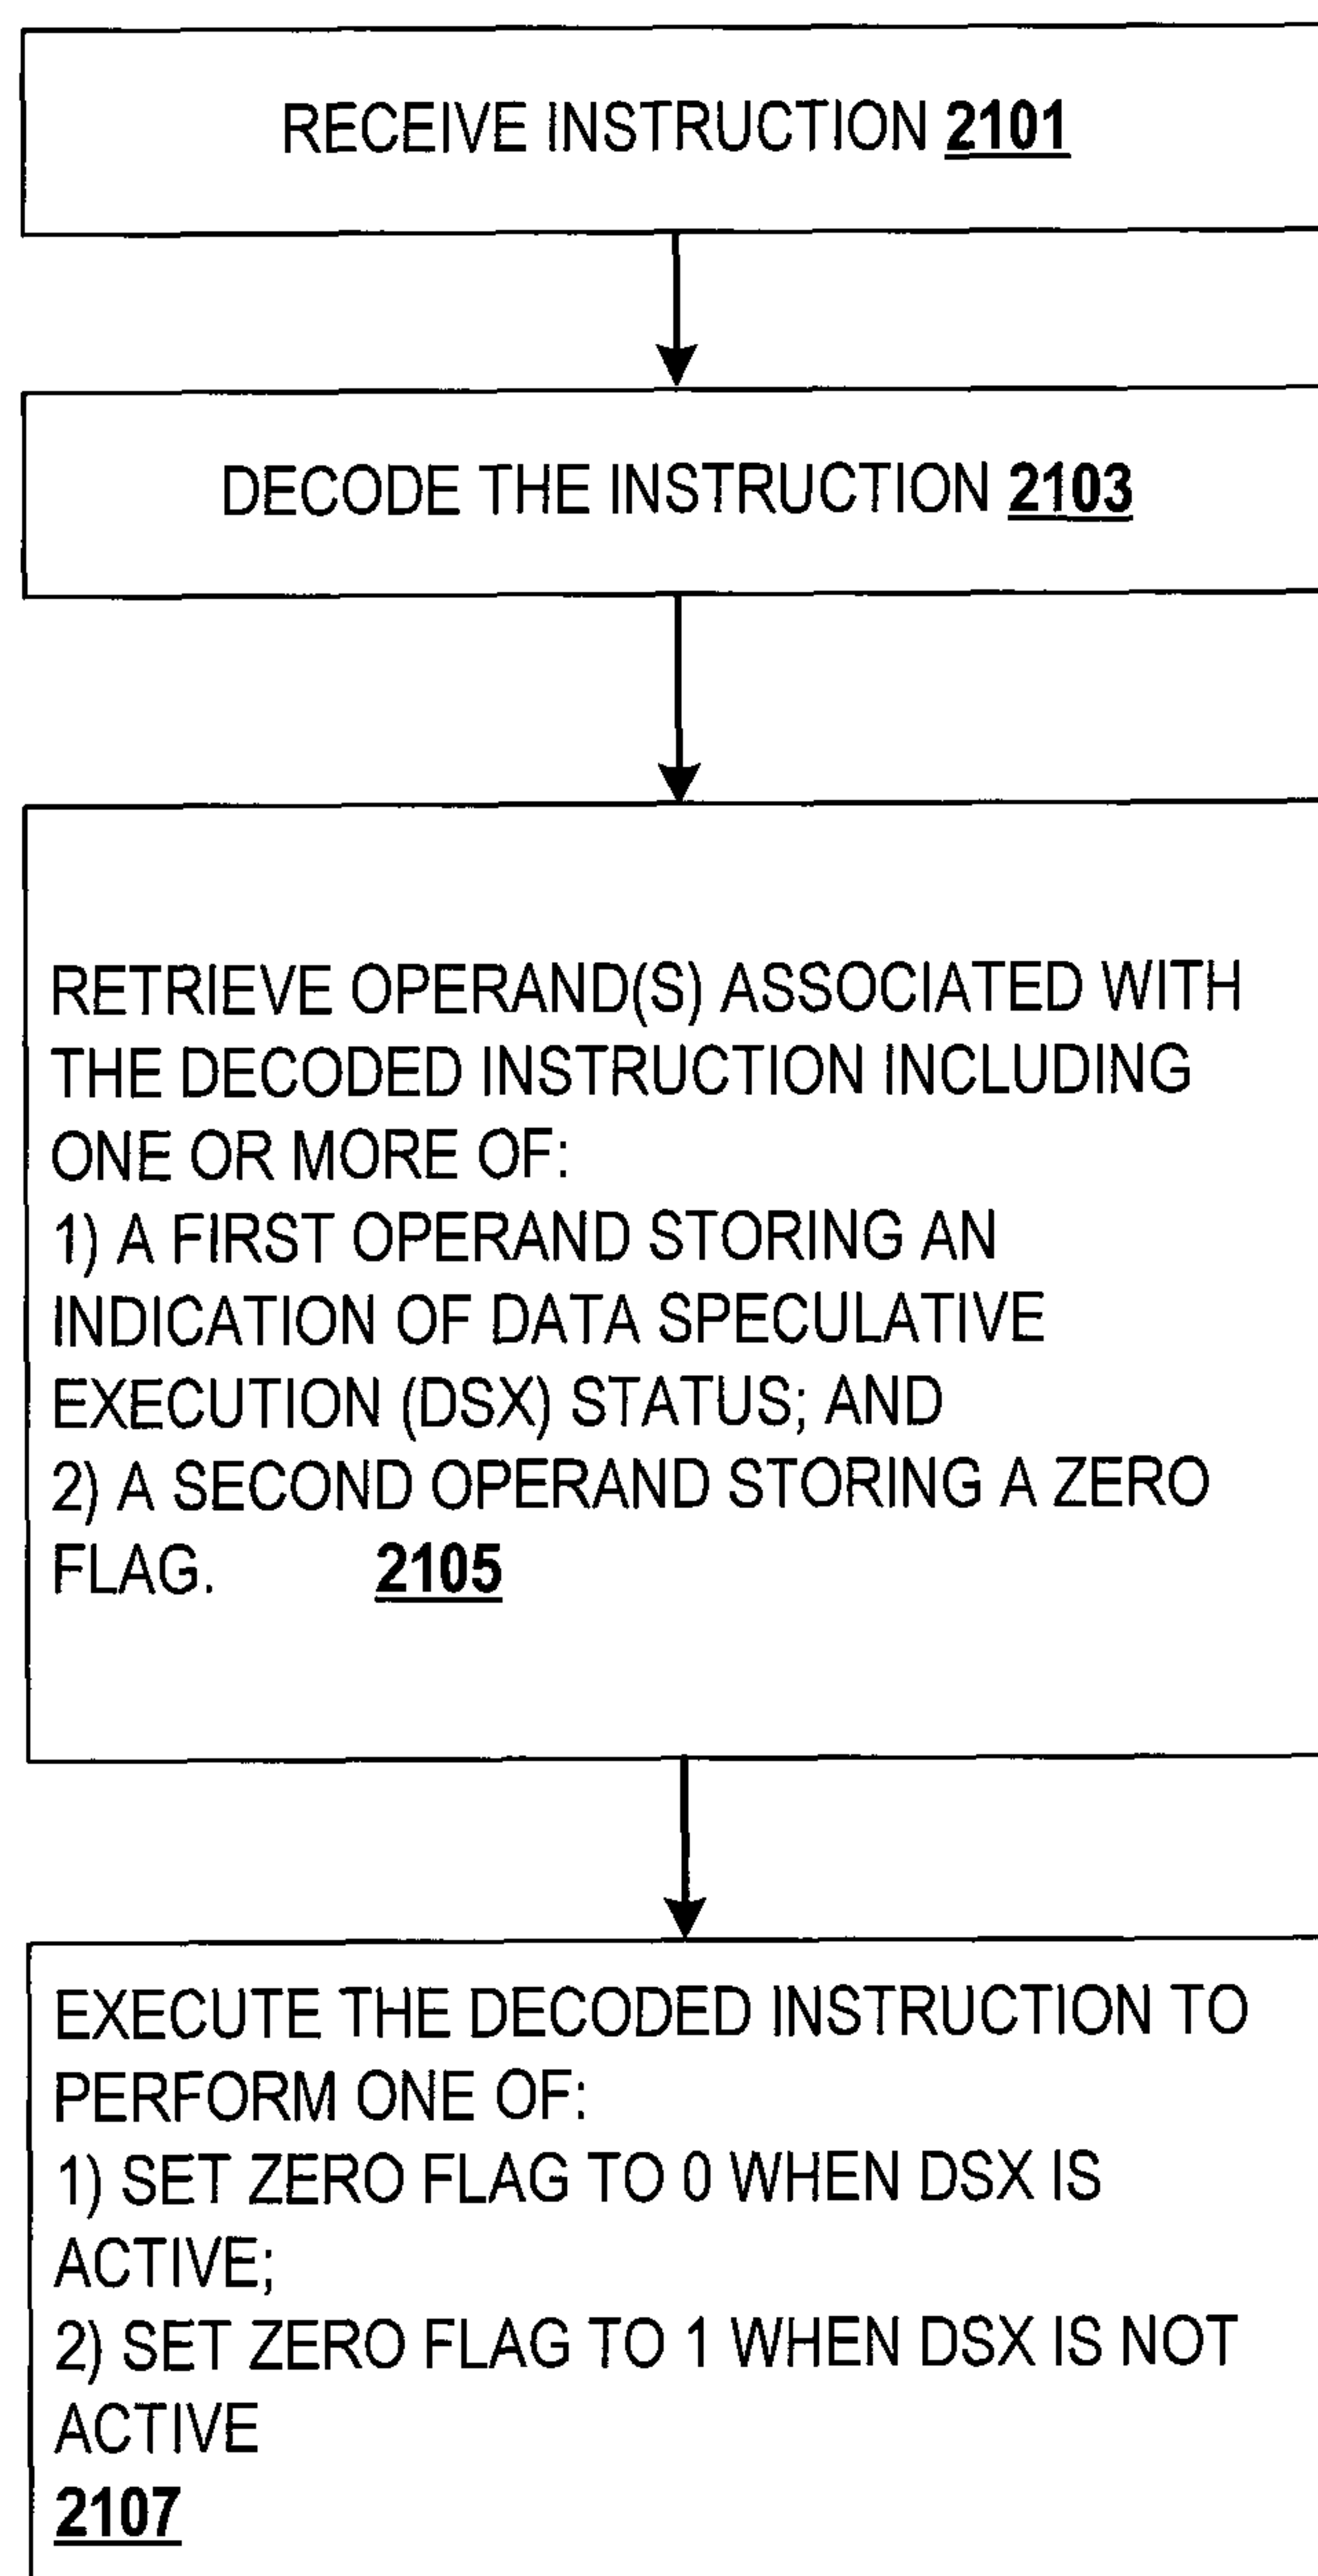 RECEIVE INSTRUCTION 2101
DECODE THE INSTRUCTION 2103
RETRIEVE OPERAND(S) ASSOCIATED WITH
THE DECODED INSTRUCTION INCLUDING
ONE OR MORE OF:
1) A FIRST OPERAND STORING AN
INDICATION OF DATA SPECULATIVE
EXECUTION (DSX) STATUS; AND
2) A SECOND OPERAND STORING A ZERO
FLAG. 2105
EXECUTE THE DECODED INSTRUCTION TO
PERFORM ONE OF:
1) SET ZERO FLAG TO 0 WHEN DSX IS
ACTIVE;
2) SET ZERO FLAG TO 1 WHEN DSX IS NOT
ACTIVE
2107